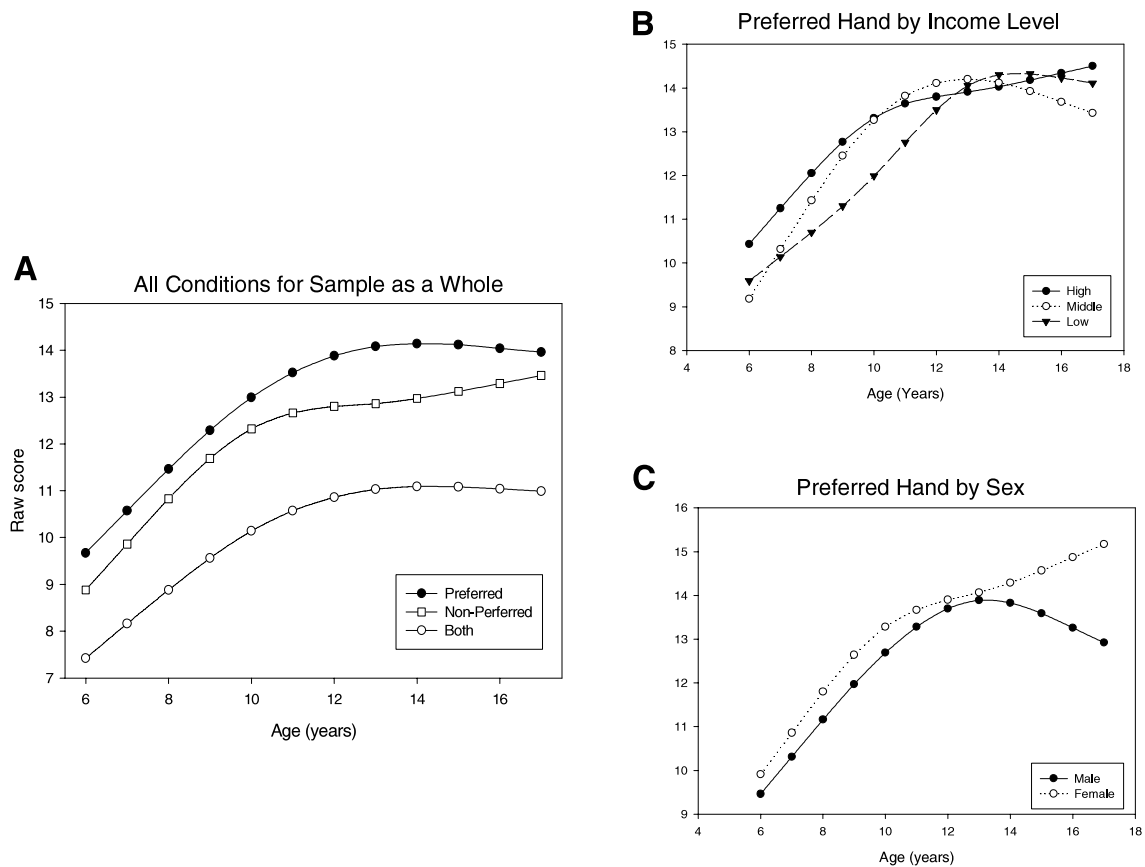 A
All Conditions for Sample as a Whole
15
14
13
12
11
10
9
8
7
Raw score
6 8 10 12 14 16
Age (years)
Preferred
Non-Perferred
Both
B
Preferred Hand by Income Level
15
14
13
12
11
10
9
8
4 6 8 10 12 14 16 18
Age (Years)
High
Middle
Low
C
Preferred Hand by Sex
16
15
14
13
12
11
10
9
4 6 8 10 12 14 16 18
Age (years)
Male
Female